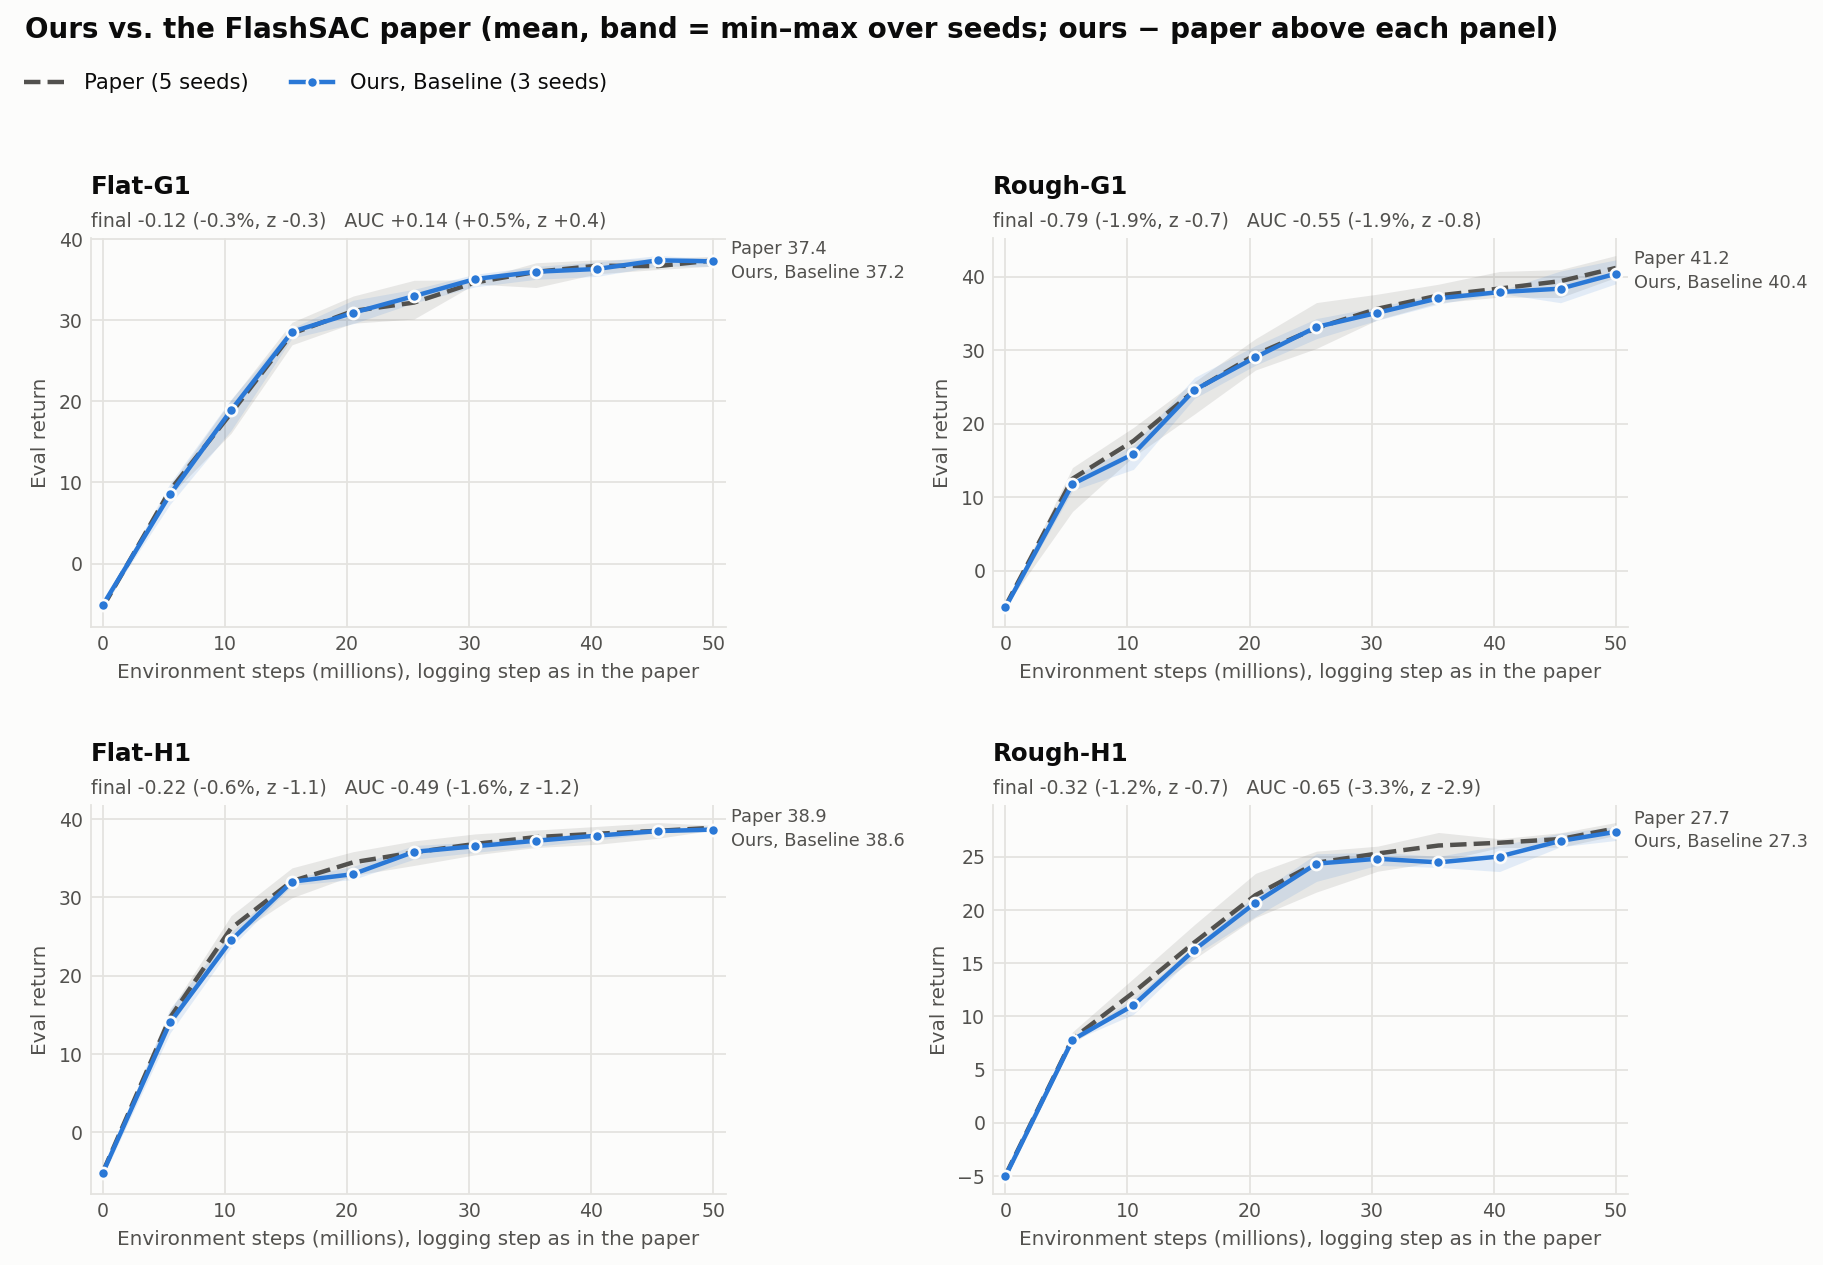 Ours vs. the FlashSAC paper (mean, band = min–max over seeds; ours − paper above each panel)
Paper (5 seeds)
Ours, Baseline (3 seeds)
Flat-G1
final -0.12 (-0.3%, z -0.3)   AUC +0.14 (+0.5%, z +0.4)
40
30
20
10
0
Eval return
Paper 37.4
Ours, Baseline 37.2
0 10 20 30 40 50
Environment steps (millions), logging step as in the paper
Rough-G1
final -0.79 (-1.9%, z -0.7)   AUC -0.55 (-1.9%, z -0.8)
40
30
20
10
0
Eval return
Paper 41.2
Ours, Baseline 40.4
0 10 20 30 40 50
Environment steps (millions), logging step as in the paper
Flat-H1
final -0.22 (-0.6%, z -1.1)   AUC -0.49 (-1.6%, z -1.2)
40
30
20
10
0
Eval return
Paper 38.9
Ours, Baseline 38.6
0 10 20 30 40 50
Environment steps (millions), logging step as in the paper
Rough-H1
final -0.32 (-1.2%, z -0.7)   AUC -0.65 (-3.3%, z -2.9)
25
20
15
10
5
0
−5
Eval return
Paper 27.7
Ours, Baseline 27.3
0 10 20 30 40 50
Environment steps (millions), logging step as in the paper